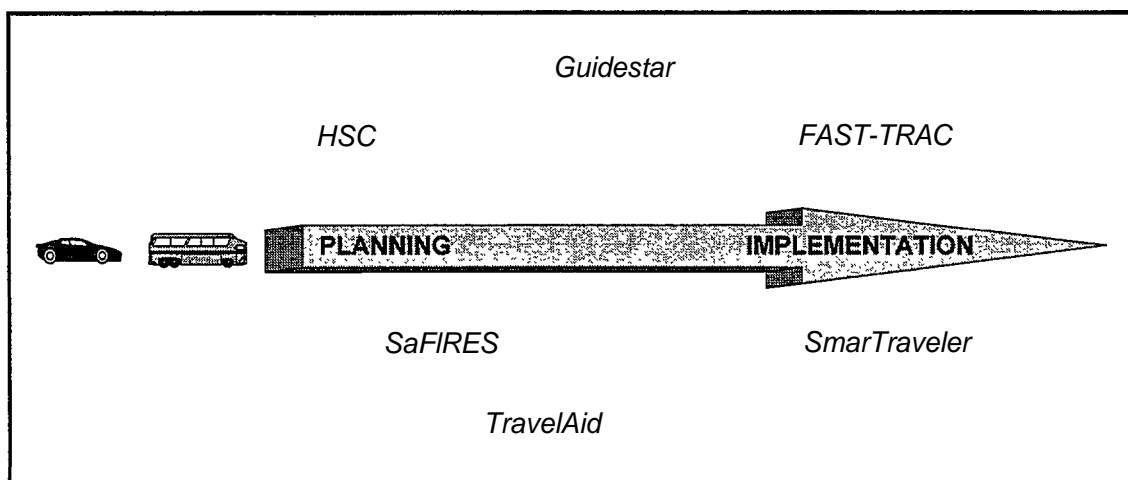 Guidestar
HSC
FAST-TRAC
PLANNING
IMPLEMENTATION
SaFIRES
SmarTraveler
TravelAid